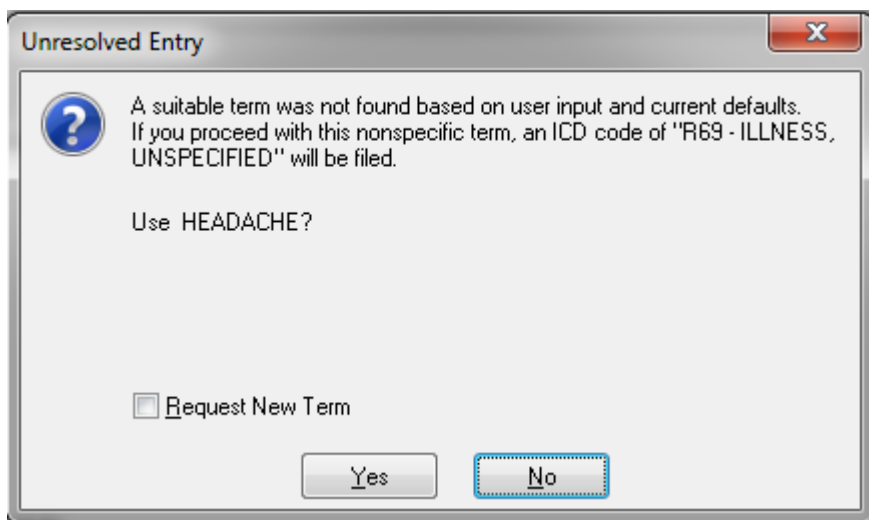 Unresolved Entry
A suitable term was not found based on user input and current defaults.
If you proceed with this nonspecific term, an ICD code of "R69 - ILLNESS,
UNSPECIFIED" will be filed.
Use HEADACHE?
Request New Term
Yes
No